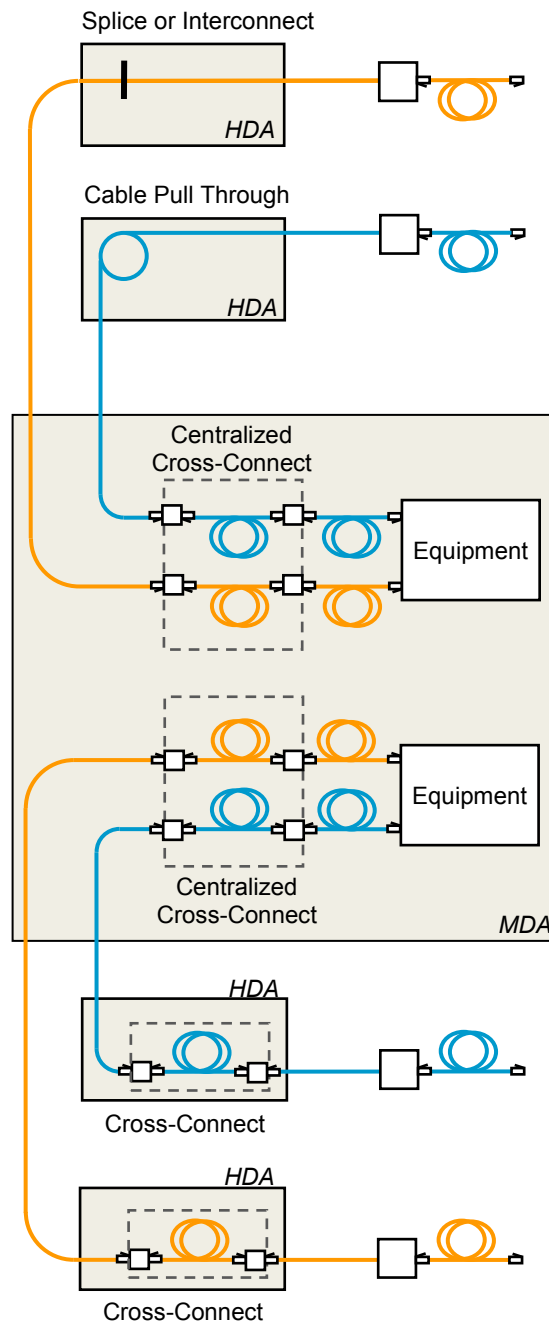 Splice or Interconnect
HDA
Cable Pull Through
HDA
Centralized
Cross-Connect
Equipment
Equipment
Centralized
Cross-Connect
MDA
HDA
Cross-Connect
HDA
Cross-Connect